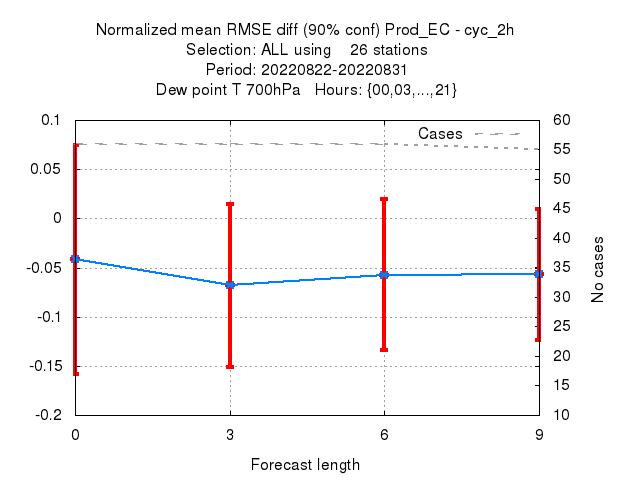 Normalized mean RMSE diff (90% conf) Prod_EC - cyc_2h
Selection: ALL using    26 stations
Period: 20220822-20220831
Dew point T 700hPa   Hours: {00,03,...,21}
Cases
0.1
0.05
0
-0.05
-0.1
-0.15
-0.2
60
55
50
45
40
35
30
25
20
15
10
No cases
0 3 6 9
Forecast length